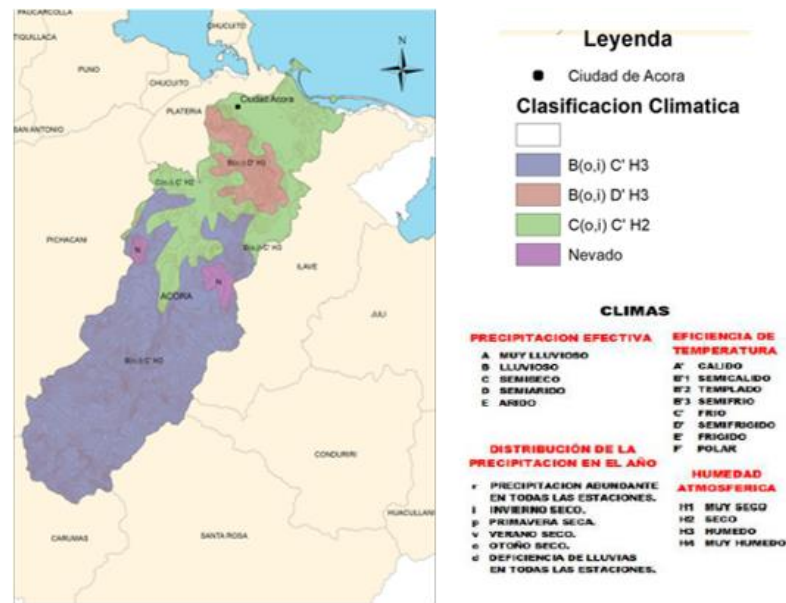 PAUCARCOLLA
TIQUILLACA
CHUCUITO
PUNO
CHUCUITO
N
Ciudad Acora
PLATERIA
SAN ANTONIO
B(o,i) D' H3
C(o,i) C' H2
PICHACANI
B(o,i) C' H3
N
N
ILAVE
ACORA
JULI
B(o,i) C' H3
CONDURIRI
HUACULLANI
CARUMAS
SANTA ROSA
Leyenda
Ciudad de Acora
Clasificacion Climatica
B(o,i) C' H3
B(o,i) D' H3
C(o,i) C' H2
Nevado
CLIMAS
PRECIPITACION EFECTIVA
A MUY LLUVIOSO
B LLUVIOSO
C SEMISECO
D SEMIARIDO
E ARIDO
EFICIENCIA DE
TEMPERATURA
A' CALIDO
B'1 SEMICALIDO
B'2 TEMPLADO
B'3 SEMIFRIO
C' FRIO
D' SEMIFRIGIDO
E' FRIGIDO
F' POLAR
DISTRIBUCIÓN DE LA
PRECIPITACION EN EL AÑO
r PRECIPITACION ABUNDANTE
EN TODAS LAS ESTACIONES.
i INVIERNO SECO.
p PRIMAVERA SECA.
v VERANO SECO.
o OTOÑO SECO.
d DEFICIENCIA DE LLUVIAS
EN TODAS LAS ESTACIONES.
HUMEDAD
ATMOSFERICA
H1 MUY SECO
H2 SECO
H3 HUMEDO
H4 MUY HUMEDO